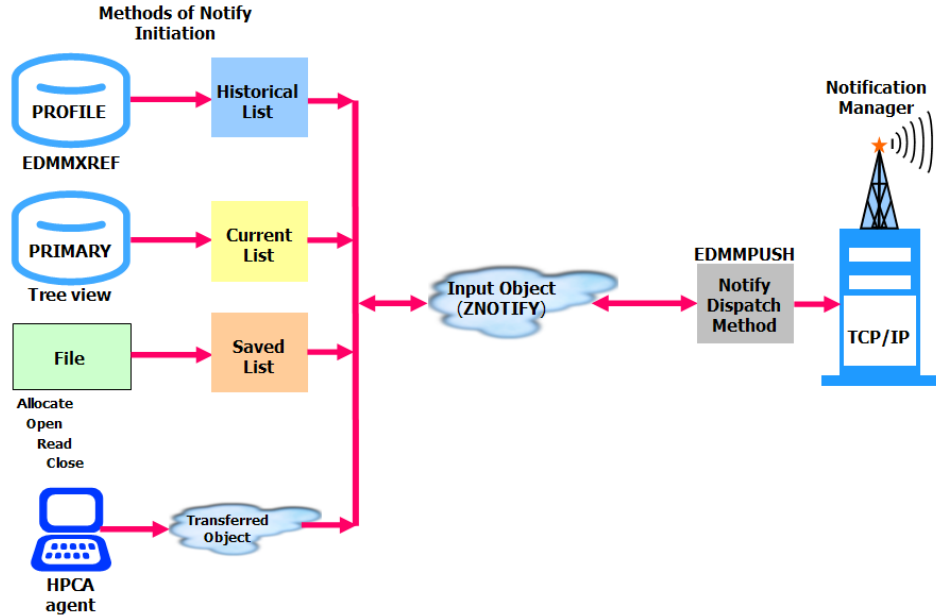 Methods of Notify
Initiation
PROFILE
EDMMXREF
Historical
List
PRIMARY
Tree view
Current
List
File
Allocate
Open
Read
Close
Saved
List
HPCA
agent
Transferred
Object
Input Object
(ZNOTIFY)
EDMMPUSH
Notify
Dispatch
Method
Notification
Manager
TCP/IP